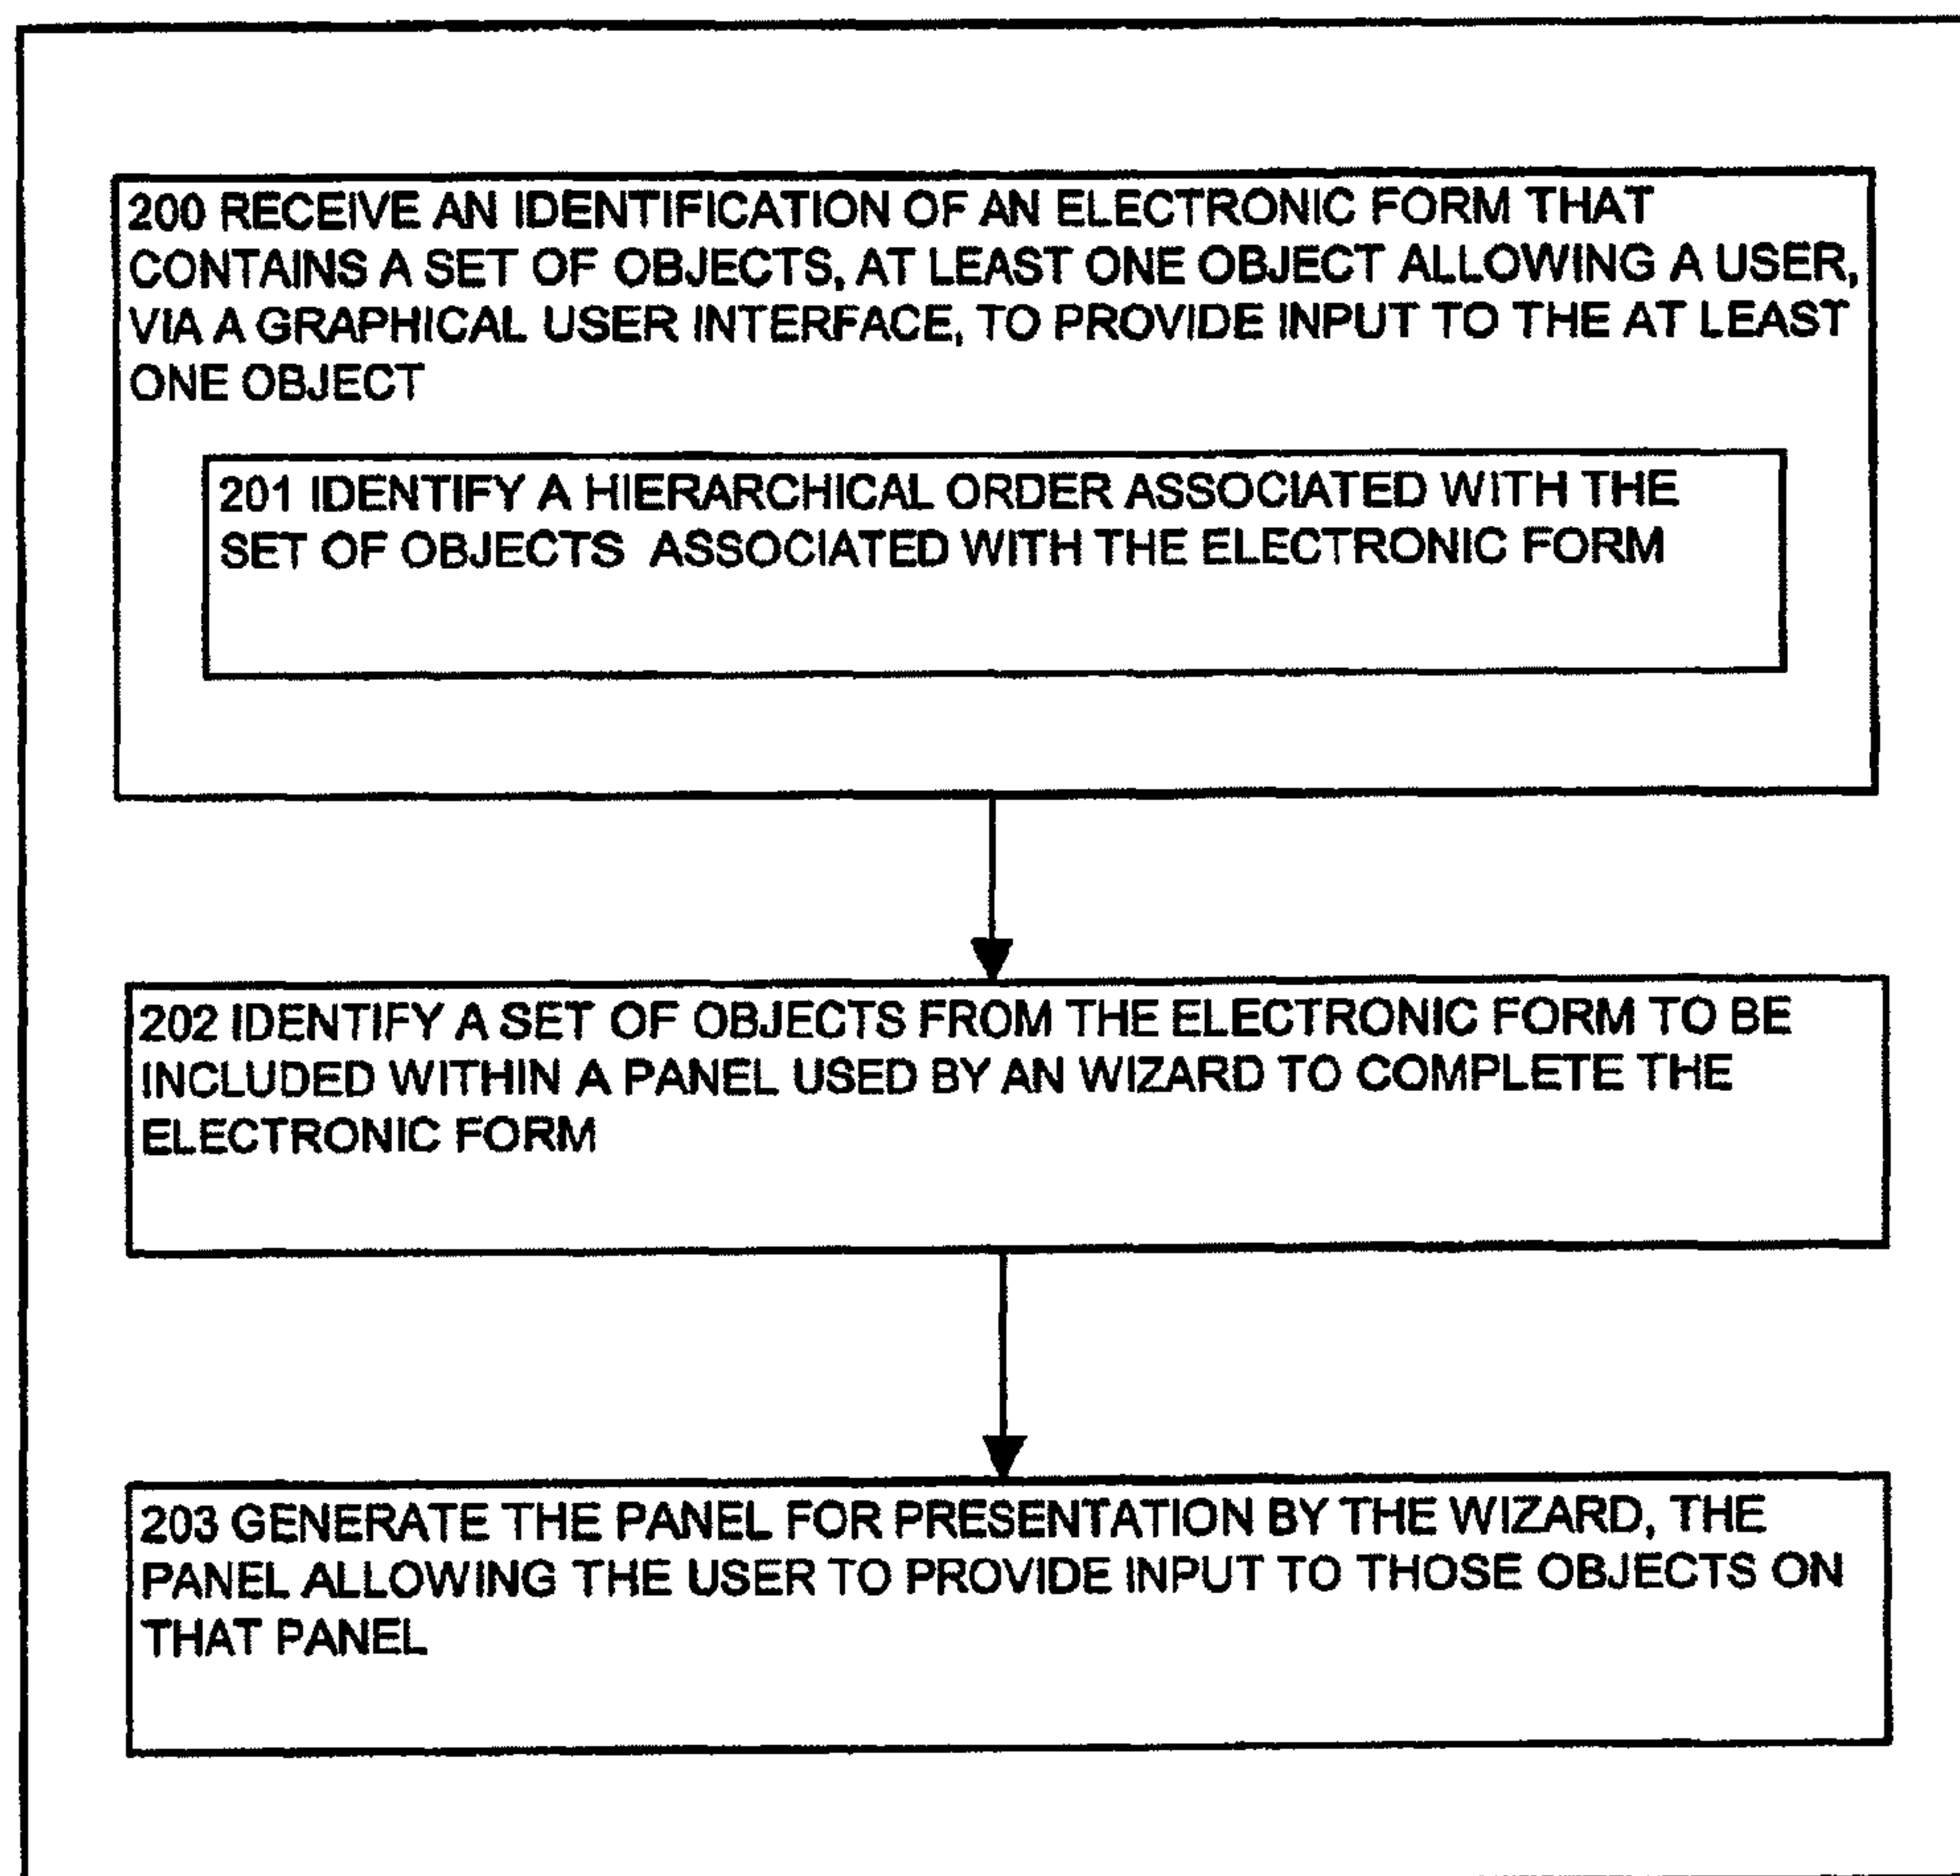 200 RECEIVE AN IDENTIFICATION OF AN ELECTRONIC FORM THAT
CONTAINS A SET OF OBJECTS, AT LEAST ONE OBJECT ALLOWING A USER,
VIA A GRAPHICAL USER INTERFACE, TO PROVIDE INPUT TO THE AT LEAST
ONE OBJECT
201 IDENTIFY A HIERARCHICAL ORDER ASSOCIATED WITH THE
SET OF OBJECTS ASSOCIATED WITH THE ELECTRONIC FORM
202 IDENTIFY A SET OF OBJECTS FROM THE ELECTRONIC FORM TO BE
INCLUDED WITHIN A PANEL USED BY AN WIZARD TO COMPLETE THE
ELECTRONIC FORM
203 GENERATE THE PANEL FOR PRESENTATION BY THE WIZARD, THE
PANEL ALLOWING THE USER TO PROVIDE INPUT TO THOSE OBJECTS ON
THAT PANEL